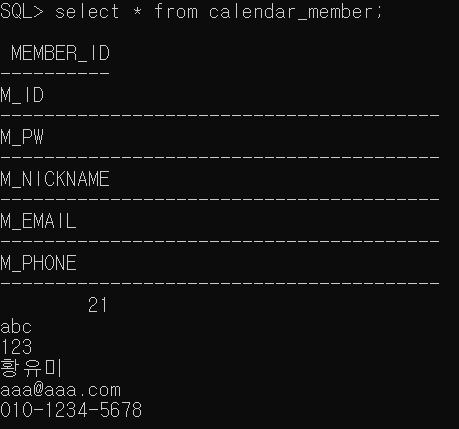 SQL> select * from calendar_member;
MEMBER_ID
----------
M_ID
----------------------------------------
M_PW
----------------------------------------
M_NICKNAME
----------------------------------------
M_EMAIL
----------------------------------------
M_PHONE
----------------------------------------
21
abc
123
황유미
aaa@aaa.com
010-1234-5678